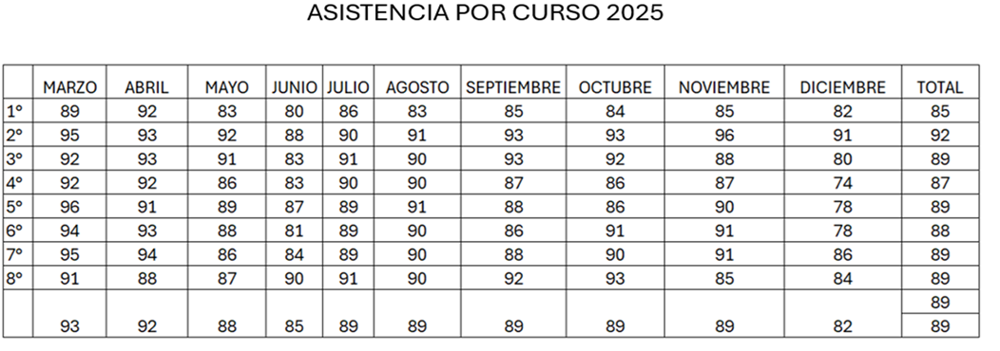 ASISTENCIA POR CURSO 2025
MARZO ABRIL MAYO JUNIO JULIO AGOSTO SEPTIEMBRE OCTUBRE NOVIEMBRE DICIEMBRE TOTAL
1° 89 92 83 80 86 83 85 84 85 82 85
2° 95 93 92 88 90 91 93 93 96 91 92
3° 92 93 91 83 91 90 93 92 88 80 89
4° 92 92 86 83 90 90 87 86 87 74 87
5° 96 91 89 87 89 91 88 86 90 78 89
6° 94 93 88 81 89 90 86 91 91 78 88
7° 95 94 86 84 89 90 88 90 91 86 89
8° 91 88 87 90 91 90 92 93 85 84 89
89
93 92 88 85 89 89 89 89 89 82 89